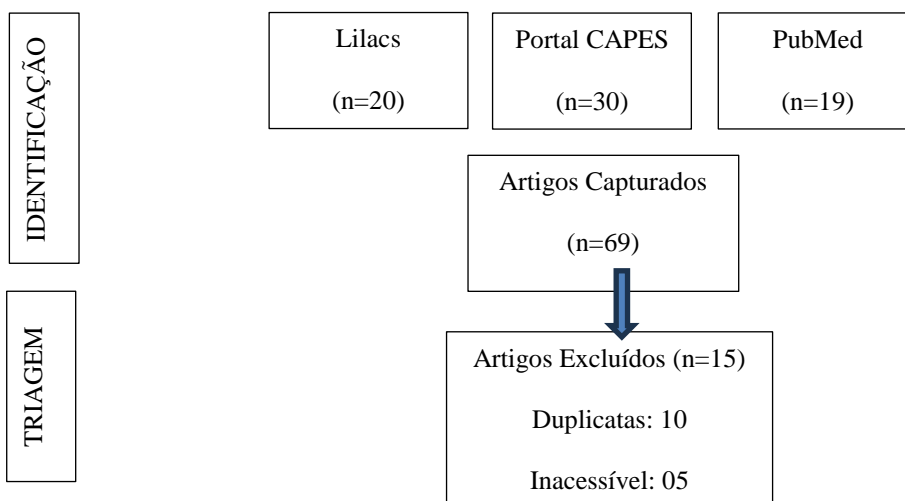 IDENTIFICAÇÃO
Lilacs
(n=20)
Portal CAPES
(n=30)
PubMed
(n=19)
Artigos Capturados
(n=69)
TRIAGEM
Artigos Excluídos (n=15)
Duplicatas: 10
Inacessível: 05